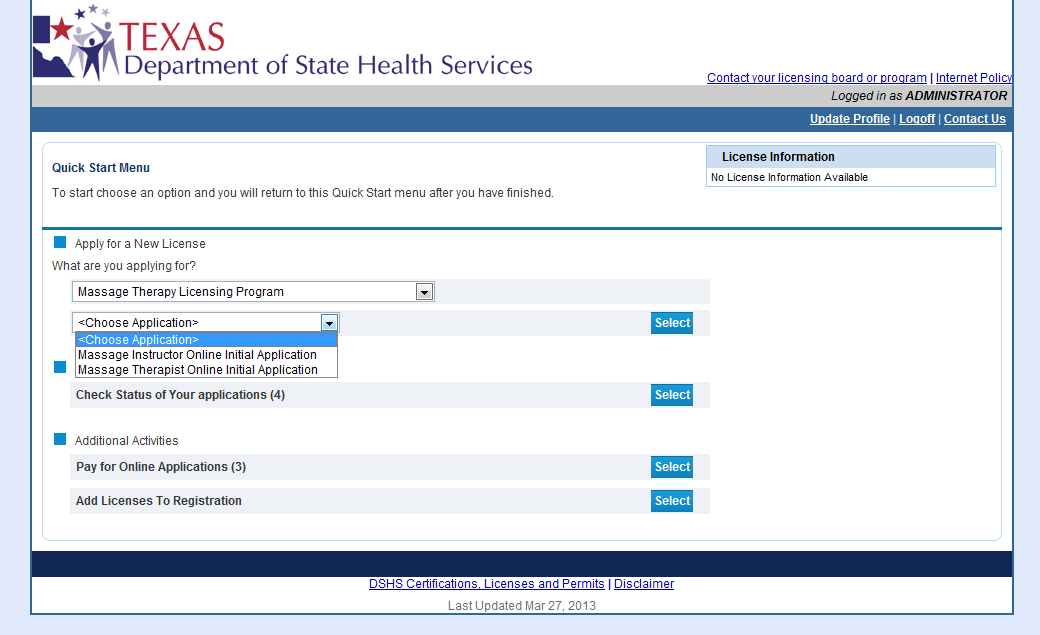 TEXAS
Department of State Health Services
Contact your licensing board or program | Internet Policy
Logged in as ADMINISTRATOR
Update Profile | Logoff | Contact Us
Quick Start Menu
To start choose an option and you will return to this Quick Start menu after you have finished.
License Information
No License Information Available
Apply for a New License
What are you applying for?
Massage Therapy Licensing Program
<Choose Application>
Select
<Choose Application>
Massage Instructor Online Initial Application
Massage Therapist Online Initial Application
Check Status of Your applications (4)
Select
Additional Activities
Pay for Online Applications (3)
Select
Add Licenses To Registration
Select
DSHS Certifications, Licenses and Permits | Disclaimer
Last Updated Mar 27, 2013